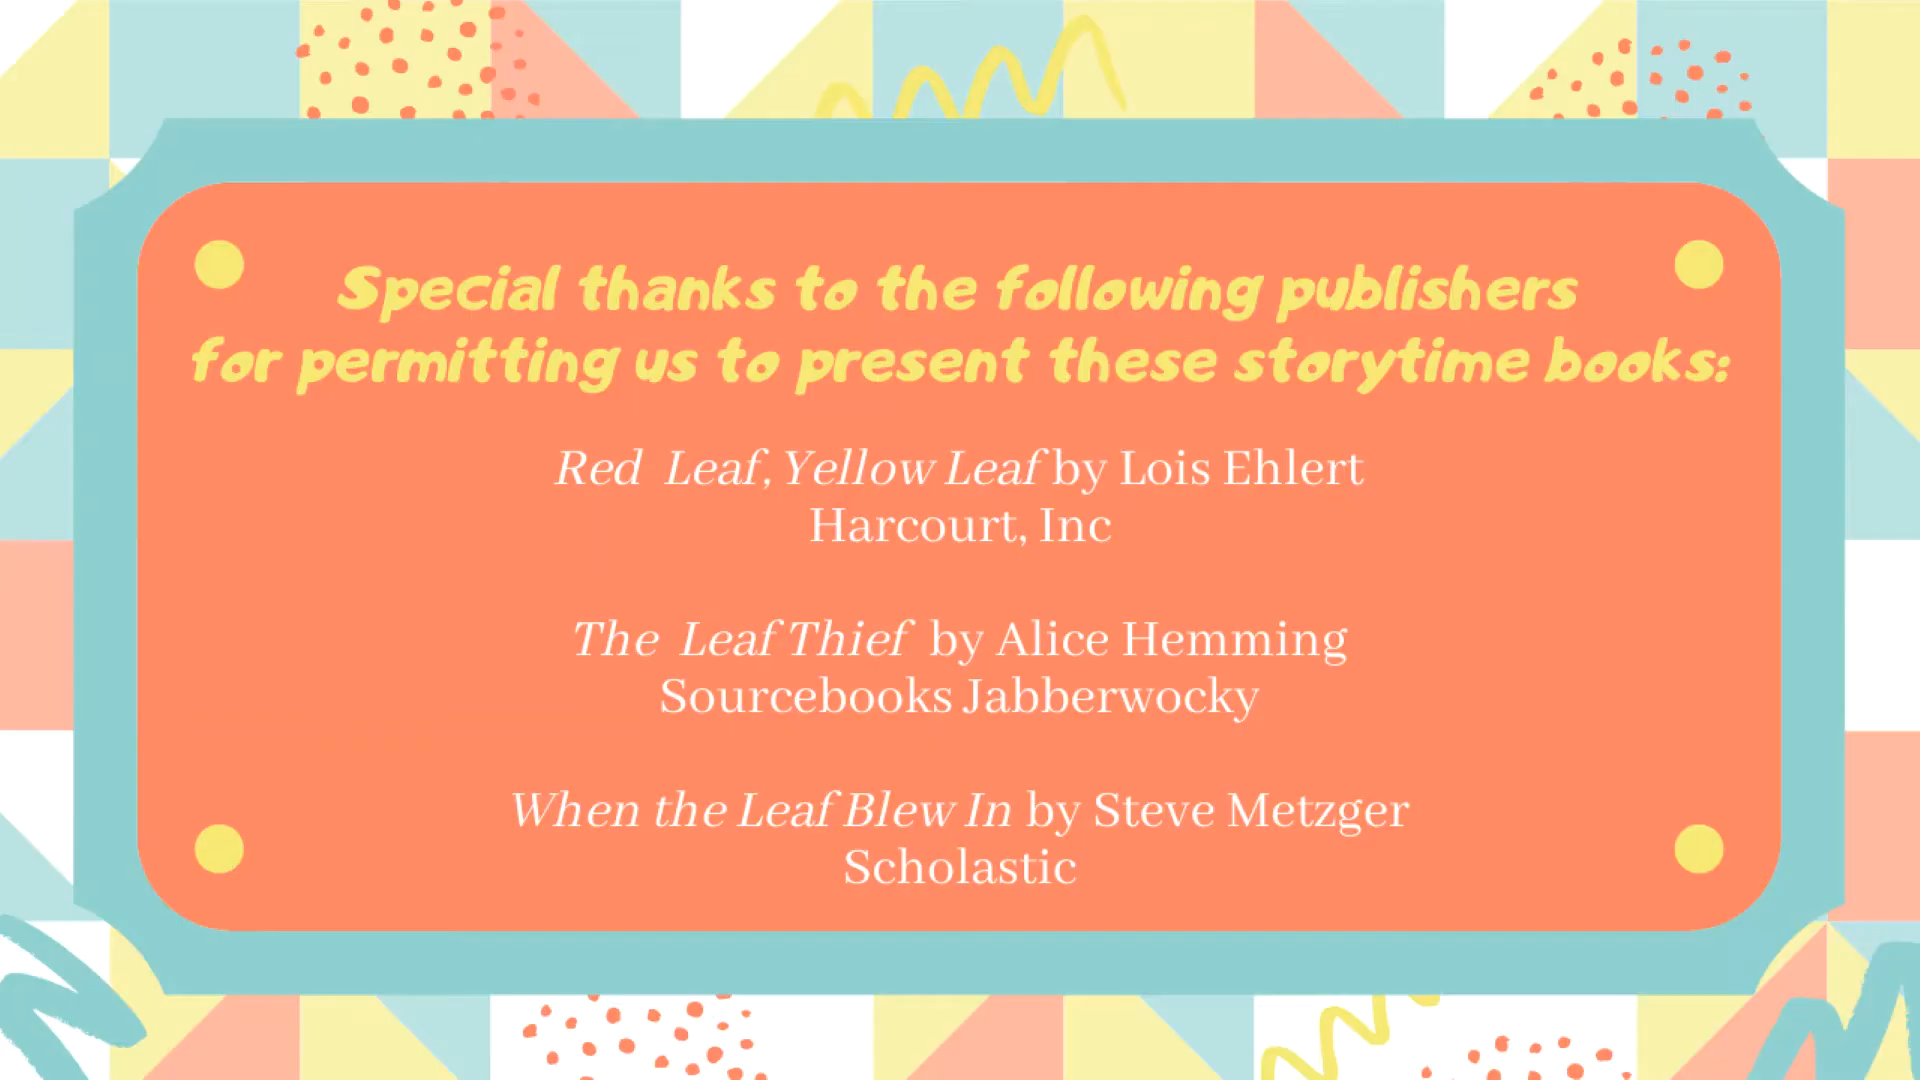 Special thanks to the following publishers
for permitting us to present these storytime books:
Red Leaf, Yellow Leaf by Lois Ehlert
Harcourt, Inc
The Leaf Thief by Alice Hemming
Sourcebooks Jabberwocky
When the Leaf Blew In by Steve Metzger
Scholastic